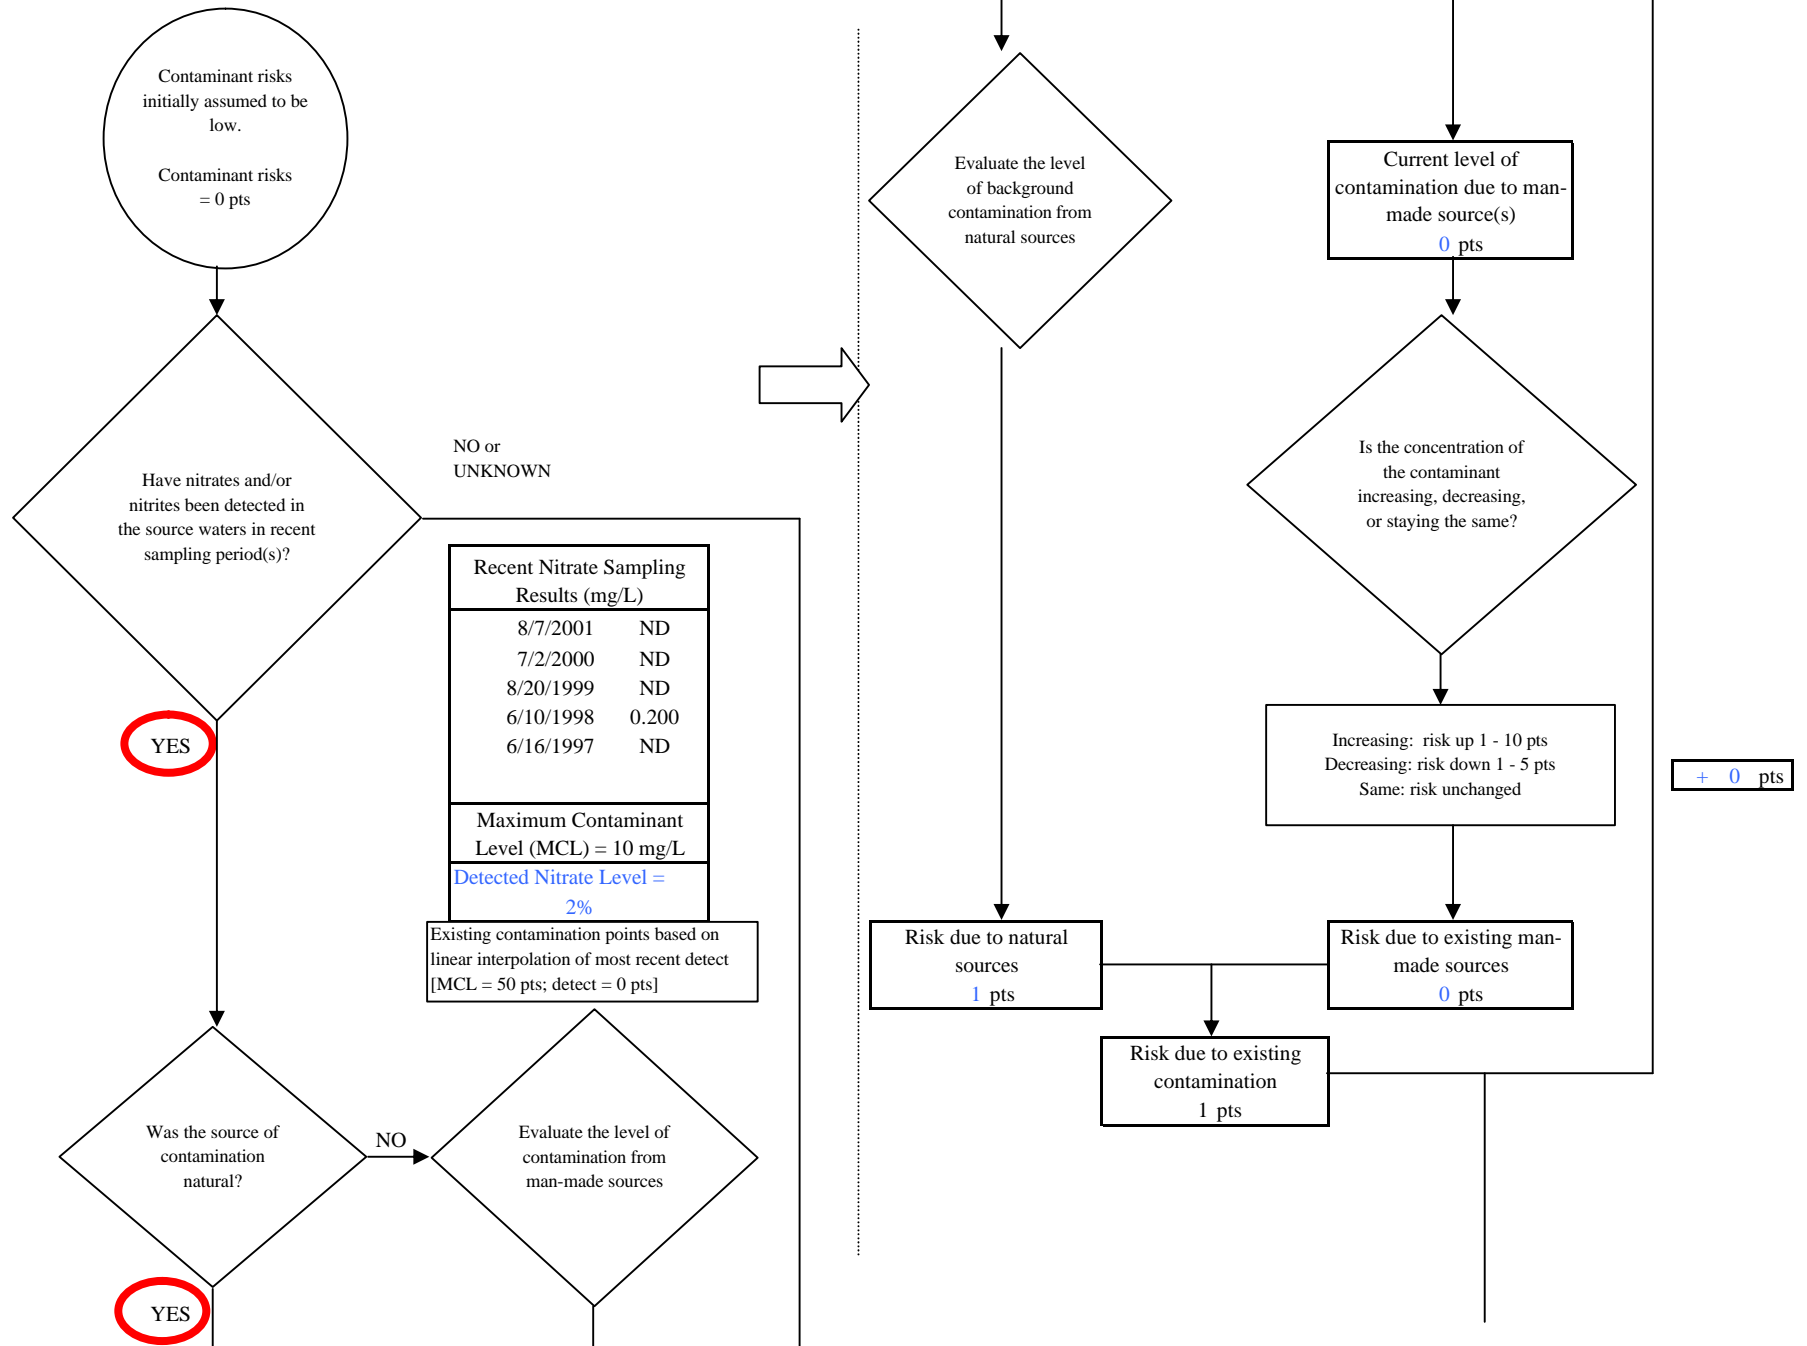 Contaminant risks
initially assumed to be
low.
Contaminant risks
= 0 pts
Have nitrates and/or
nitrites been detected in
the source waters in recent
sampling period(s)?
NO or
UNKNOWN
YES
Recent Nitrate Sampling
Results (mg/L)
8/7/2001 ND
7/2/2000 ND
8/20/1999 ND
6/10/1998 0.200
6/16/1997 ND
Maximum Contaminant
Level (MCL) = 10 mg/L
Detected Nitrate Level =
2%
Existing contamination points based on
linear interpolation of most recent detect
[MCL = 50 pts; detect = 0 pts]
Was the source of
contamination
natural?
NO
Evaluate the level of
contamination from
man-made sources
YES
Evaluate the level
of background
contamination from
natural sources
Current level of
contamination due to man-
made source(s)
0 pts
Is the concentration of
the contaminant
increasing, decreasing,
or staying the same?
Increasing: risk up 1 - 10 pts
Decreasing: risk down 1 - 5 pts
Same: risk unchanged
+ 0 pts
Risk due to natural
sources
1 pts
Risk due to existing man-
made sources
0 pts
Risk due to existing
contamination
1 pts